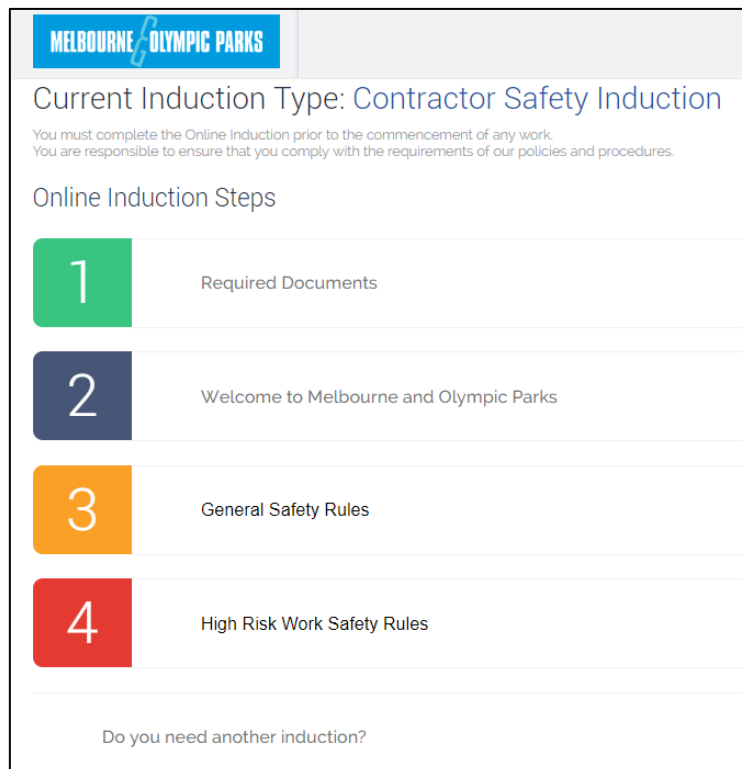 MELBOURNE & OLYMPIC PARKS
Current Induction Type: Contractor Safety Induction
You must complete the Online Induction prior to the commencement of any work.
You are responsible to ensure that you comply with the requirements of our policies and procedures.
Online Induction Steps
1 Required Documents
2 Welcome to Melbourne and Olympic Parks
3 General Safety Rules
4 High Risk Work Safety Rules
Do you need another induction?